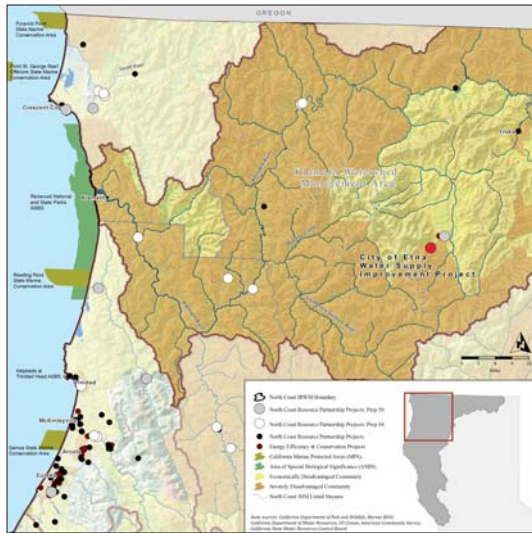 OREGON
Pyramid Point
State Marine
Conservation Area
Point St. George Reef
Offshore State Marine
Conservation Area
Smith River
Crescent City
Yreka
Klamath Watershed
Management Area
Redwood National
and State Parks
ASBS
Klamath
City of Etna
Water Supply
Improvement Project
Reading Rock
State Marine
Conservation Area
Kelpbeds at
Trinidad Head ASBS
Trinidad
McKinleyville
Samoa State Marine
Conservation Area
Arcata
Eureka
Miles
North Coast IRWM Boundary
North Coast Resource Partnership Projects: Prop 50
North Coast Resource Partnership Projects: Prop 84
North Coast Resource Partnership Projects
Energy Efficiency & Conservation Projects
California Marine Protected Areas (MPA)
Area of Special Biological Significance (ASBS)
Economically Disadvantaged Community
Severely Disadvantaged Community
North Coast 303d Listed Streams
Data sources: California Department of Fish and Wildlife, Marine BIOS;
California Department of Water Resources; US Census, American Community Survey;
California State Water Resources Control Board